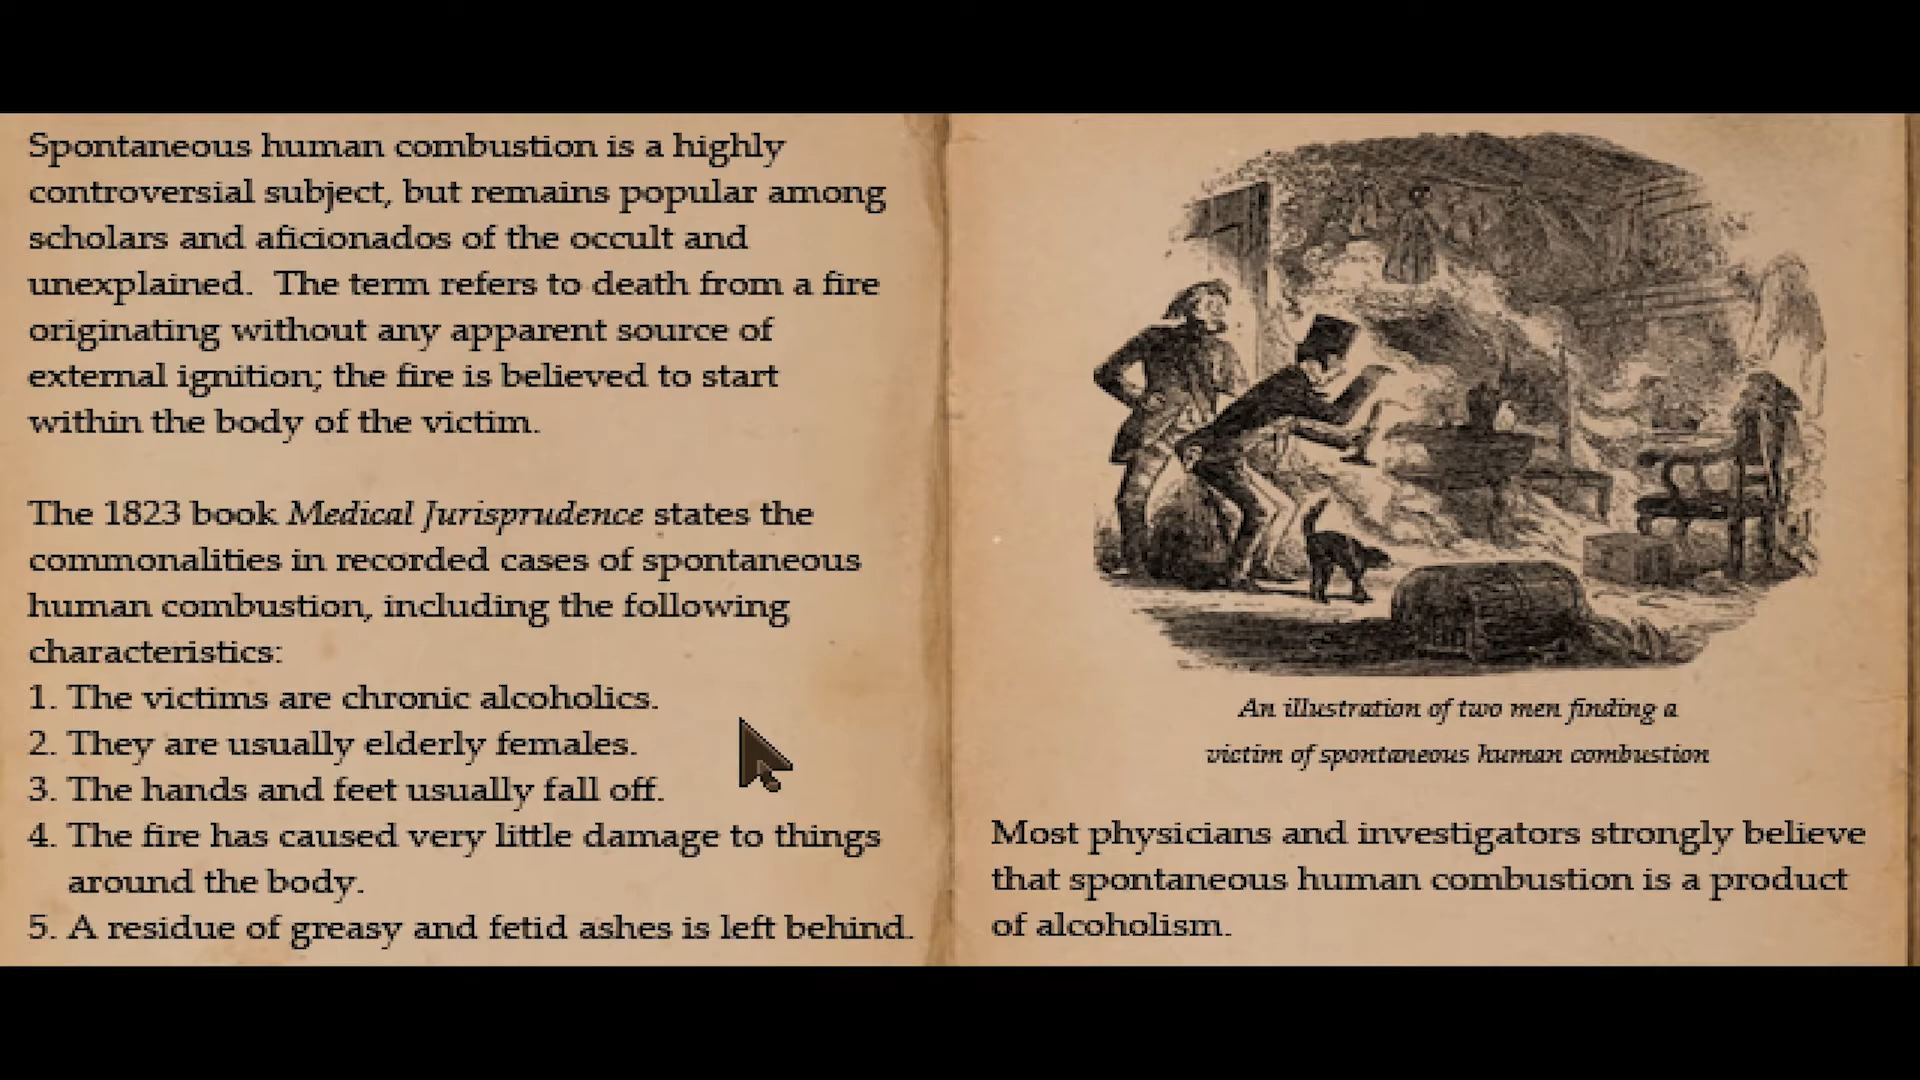 Spontaneous human combustion is a highly
controversial subject, but remains popular among
scholars and aficionados of the occult and
unexplained.  The term refers to death from a fire
originating without any apparent source of
external ignition; the fire is believed to start
within the body of the victim.
The 1823 book Medical Jurisprudence states the
commonalities in recorded cases of spontaneous
human combustion, including the following
characteristics:
1. The victims are chronic alcoholics.
2. They are usually elderly females.
3. The hands and feet usually fall off.
4. The fire has caused very little damage to things
around the body.
5. A residue of greasy and fetid ashes is left behind.
An illustration of two men finding a
victim of spontaneous human combustion
Most physicians and investigators strongly believe
that spontaneous human combustion is a product
of alcoholism.